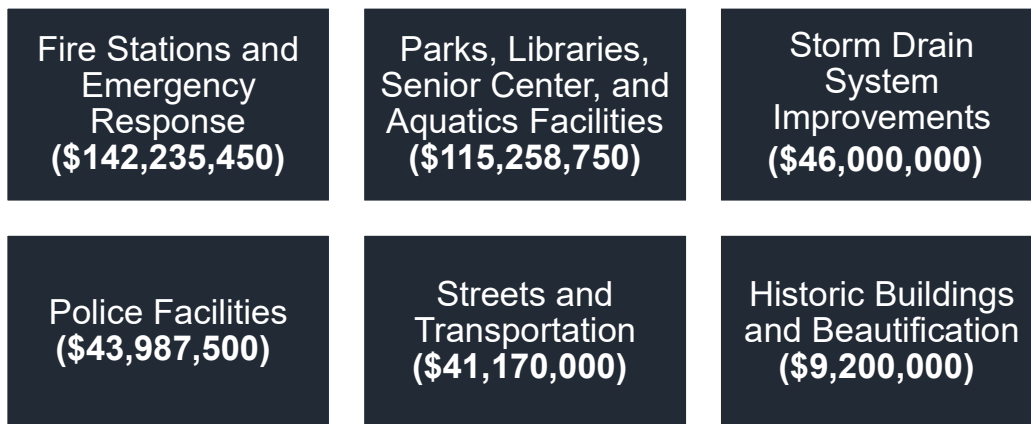 Fire Stations and
Emergency
Response
($142,235,450)
Parks, Libraries,
Senior Center, and
Aquatics Facilities
($115,258,750)
Storm Drain
System
Improvements
($46,000,000)
Police Facilities
($43,987,500)
Streets and
Transportation
($41,170,000)
Historic Buildings
and Beautification
($9,200,000)